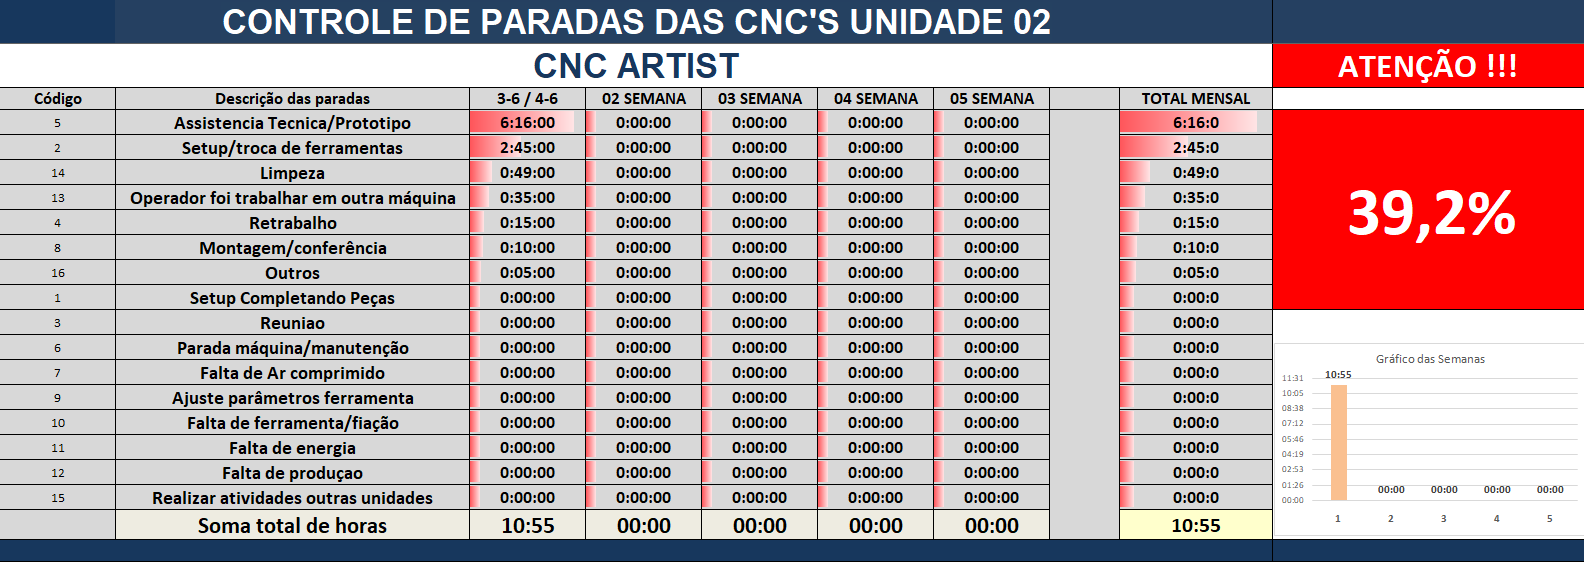 CONTROLE DE PARADAS DAS CNC'S UNIDADE 02
CNC ARTIST
ATENÇÃO !!!
Código Descrição das paradas 3-6 / 4-6 02 SEMANA 03 SEMANA 04 SEMANA 05 SEMANA TOTAL MENSAL
5 Assistencia Tecnica/Prototipo 6:16:00 0:00:00 0:00:00 0:00:00 0:00:00 6:16:0
2 Setup/troca de ferramentas 2:45:00 0:00:00 0:00:00 0:00:00 0:00:00 2:45:0
14 Limpeza 0:49:00 0:00:00 0:00:00 0:00:00 0:00:00 0:49:0
13 Operador foi trabalhar em outra máquina 0:35:00 0:00:00 0:00:00 0:00:00 0:00:00 0:35:0
4 Retrabalho 0:15:00 0:00:00 0:00:00 0:00:00 0:00:00 0:15:0
8 Montagem/conferência 0:10:00 0:00:00 0:00:00 0:00:00 0:00:00 0:10:0
16 Outros 0:05:00 0:00:00 0:00:00 0:00:00 0:00:00 0:05:0
1 Setup Completando Peças 0:00:00 0:00:00 0:00:00 0:00:00 0:00:00 0:00:0
3 Reuniao 0:00:00 0:00:00 0:00:00 0:00:00 0:00:00 0:00:0
6 Parada máquina/manutenção 0:00:00 0:00:00 0:00:00 0:00:00 0:00:00 0:00:0
7 Falta de Ar comprimido 0:00:00 0:00:00 0:00:00 0:00:00 0:00:00 0:00:0
9 Ajuste parâmetros ferramenta 0:00:00 0:00:00 0:00:00 0:00:00 0:00:00 0:00:0
10 Falta de ferramenta/fiação 0:00:00 0:00:00 0:00:00 0:00:00 0:00:00 0:00:0
11 Falta de energia 0:00:00 0:00:00 0:00:00 0:00:00 0:00:00 0:00:0
12 Falta de produçao 0:00:00 0:00:00 0:00:00 0:00:00 0:00:00 0:00:0
15 Realizar atividades outras unidades 0:00:00 0:00:00 0:00:00 0:00:00 0:00:00 0:00:0
Soma total de horas 10:55 00:00 00:00 00:00 00:00 10:55
39,2%
Gráfico das Semanas
11:31
10:05
08:38
07:12
05:46
04:19
02:53
01:26
00:00
10:55 00:00 00:00 00:00 00:00
1 2 3 4 5